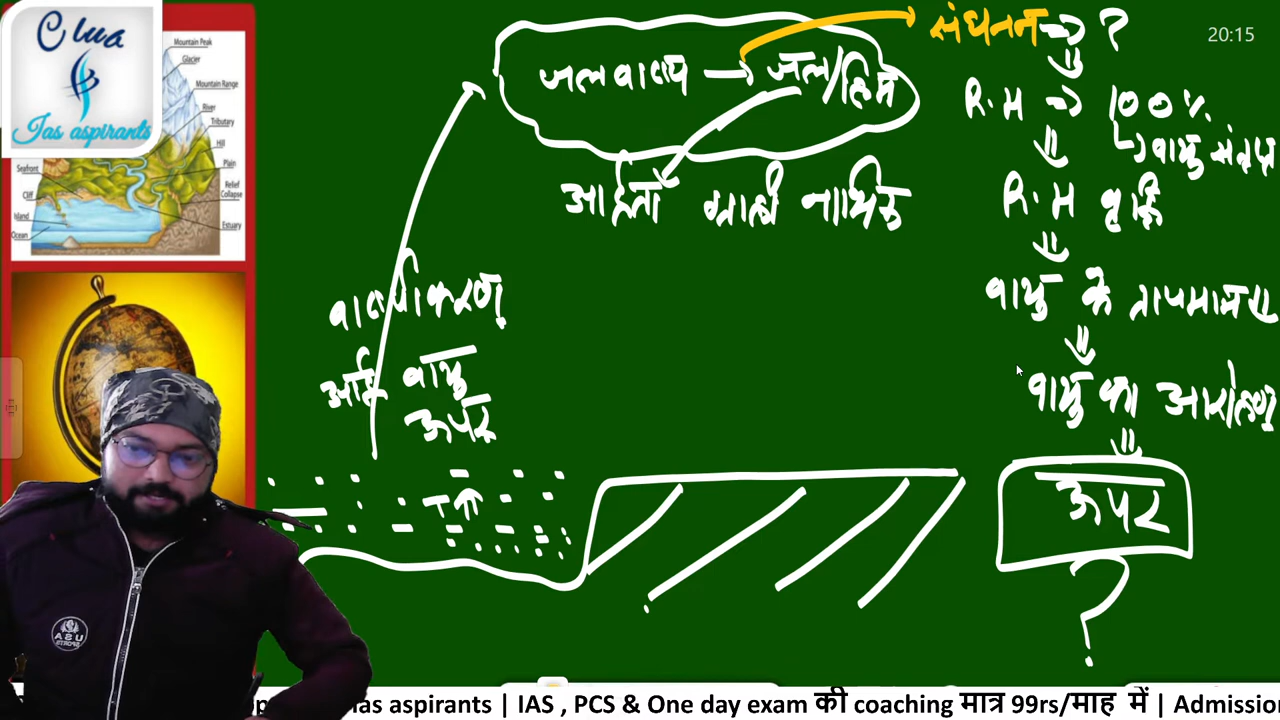 Clua
Ias aspirants
Mountain Peak
Glacier
Mountain Range
River
Tributary
Hill
Plain
Relief
Collapse
Estuary
Seafront
Cliff
Island
Ocean
20:15
संघनन ⇒ ?
जलवाष्प → जल/हिम
R.H ⇒ 100%
वायु संतृप्त
आर्द्रता ग्राही नाभिक
R.H वृद्धि
वाष्पीकरण
वायु के तापमान
आर्द्र वायु
ऊपर
वायु का आरोहण
T↑
ऊपर
?
USA
ias aspirants | IAS , PCS & One day exam की coaching मात्र 99rs/माह में | Admissio